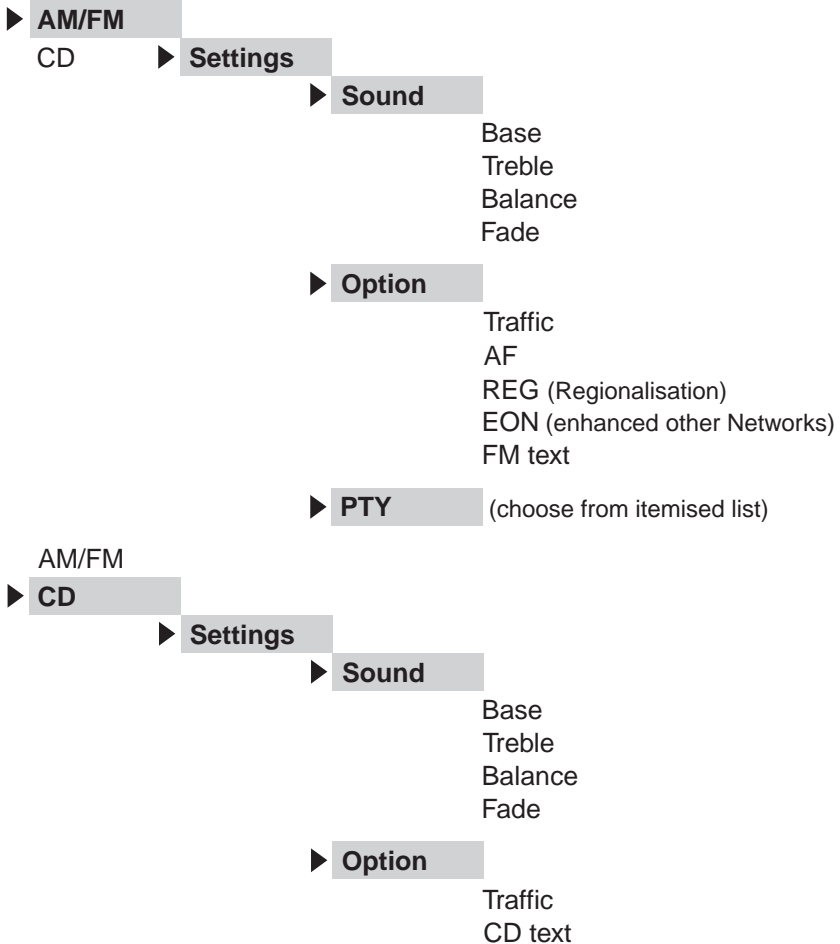 AM/FM
CD Settings
Sound
Base
Treble
Balance
Fade
Option
Traffic
AF
REG (Regionalisation)
EON (enhanced other Networks)
FM text
PTY (choose from itemised list)
AM/FM
CD
Settings
Sound
Base
Treble
Balance
Fade
Option
Traffic
CD text